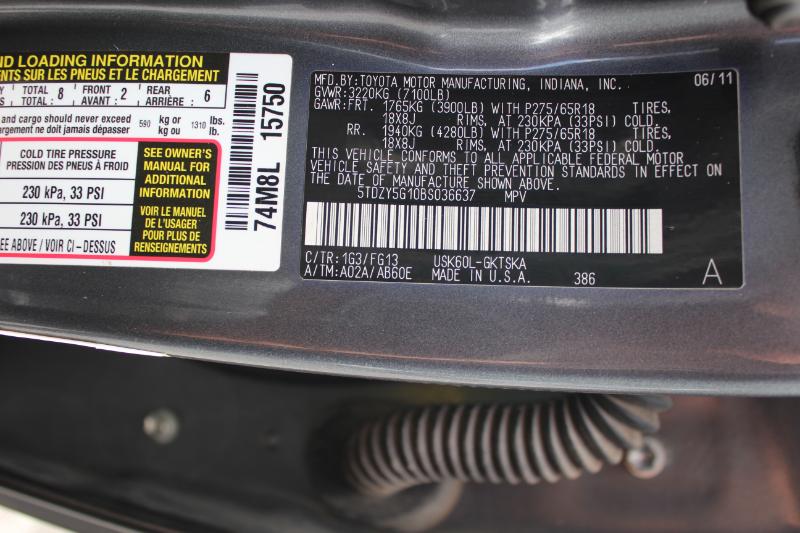 ND LOADING INFORMATION
ENTS SUR LES PNEUS ET LE CHARGEMENT
TOTAL : 8 FRONT AVANT : 2 REAR ARRIÈRE : 6
and cargo should never exceed 590 kg or 1310 lbs.
argement ne doit jamais dépasser kg ou lb.
COLD TIRE PRESSURE
PRESSION DES PNEUS À FROID
230 kPa, 33 PSI
230 kPa, 33 PSI
EE ABOVE / VOIR CI-DESSUS
SEE OWNER'S
MANUAL FOR
ADDITIONAL
INFORMATION
VOIR LE MANUEL
DE L'USAGER
POUR PLUS DE
RENSEIGNEMENTS
74M8L 15750
MFD.BY:TOYOTA MOTOR MANUFACTURING, INDIANA, INC. 06/11
GVWR:3220KG (7100LB)
GAWR:FRT. 1765KG (3900LB) WITH P275/65R18 TIRES,
18X8J RIMS, AT 230KPA (33PSI) COLD.
RR. 1940KG (4280LB) WITH P275/65R18 TIRES,
18X8J RIMS, AT 230KPA (33PSI) COLD.
THIS VEHICLE CONFORMS TO ALL APPLICABLE FEDERAL MOTOR
VEHICLE SAFETY AND THEFT PREVENTION STANDARDS IN EFFECT ON
THE DATE OF MANUFACTURE SHOWN ABOVE.
5TDZY5G10BS036637 MPV
C/TR:1G3/FG13 USK60L-GKTSKA
A/TM:A02A/AB60E MADE IN U.S.A. 386 A